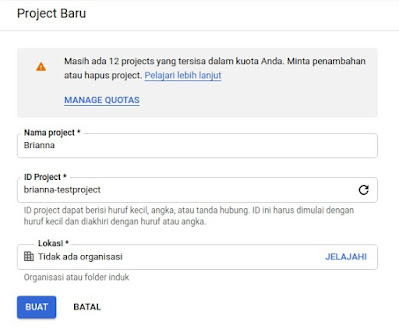 Project Baru
Masih ada 12 projects yang tersisa dalam kuota Anda. Minta penambahan
atau hapus project. Pelajari lebih lanjut
MANAGE QUOTAS
Nama project *
Brianna
ID Project *
brianna-testproject
ID project dapat berisi huruf kecil, angka, atau tanda hubung. ID ini harus dimulai dengan
huruf kecil dan diakhiri dengan huruf atau angka.
Lokasi *
Tidak ada organisasi JELAJAHI
Organisasi atau folder induk
BUAT BATAL